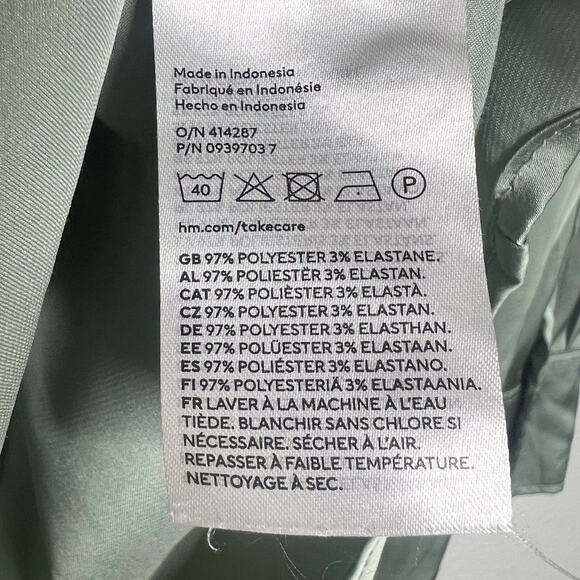 Made in Indonesia
Fabriqué en Indonésie
Hecho en Indonesia
O/N 414287
P/N 0939703 7
40 P
hm.com/takecare
GB 97% POLYESTER 3% ELASTANE.
AL 97% POLIESTËR 3% ELASTAN.
CAT 97% POLIÈSTER 3% ELASTÀ.
CZ 97% POLYESTER 3% ELASTAN.
DE 97% POLYESTER 3% ELASTHAN.
EE 97% POLÜESTER 3% ELASTAAN.
ES 97% POLIÉSTER 3% ELASTANO.
FI 97% POLYESTERIÄ 3% ELASTAANIA.
FR LAVER À LA MACHINE À L'EAU
TIÈDE. BLANCHIR SANS CHLORE SI
NÉCESSAIRE. SÉCHER À L'AIR.
REPASSER À FAIBLE TEMPÉRATURE.
NETTOYAGE À SEC.